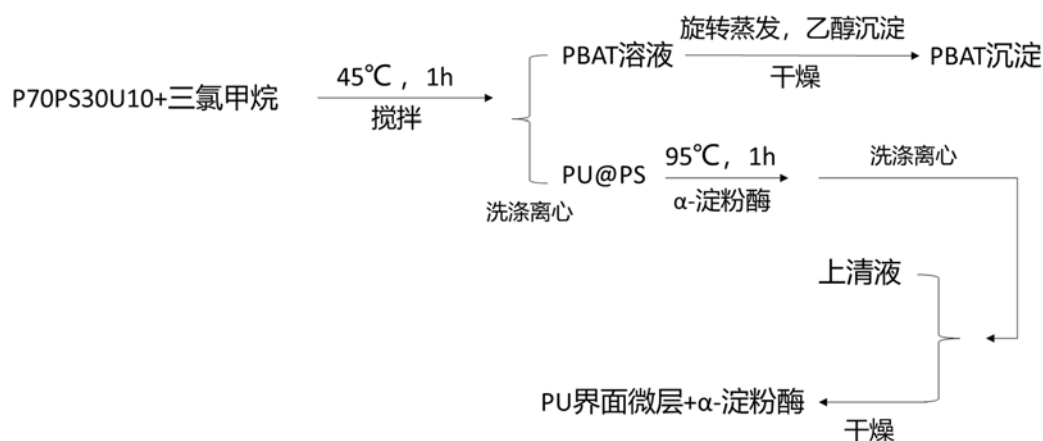 P70PS30U10+三氯甲烷
45℃，1h
搅拌
PBAT溶液
旋转蒸发，乙醇沉淀
干燥
PBAT沉淀
洗涤离心
PU@PS
95℃，1h
α-淀粉酶
洗涤离心
上清液
PU界面微层+α-淀粉酶
干燥